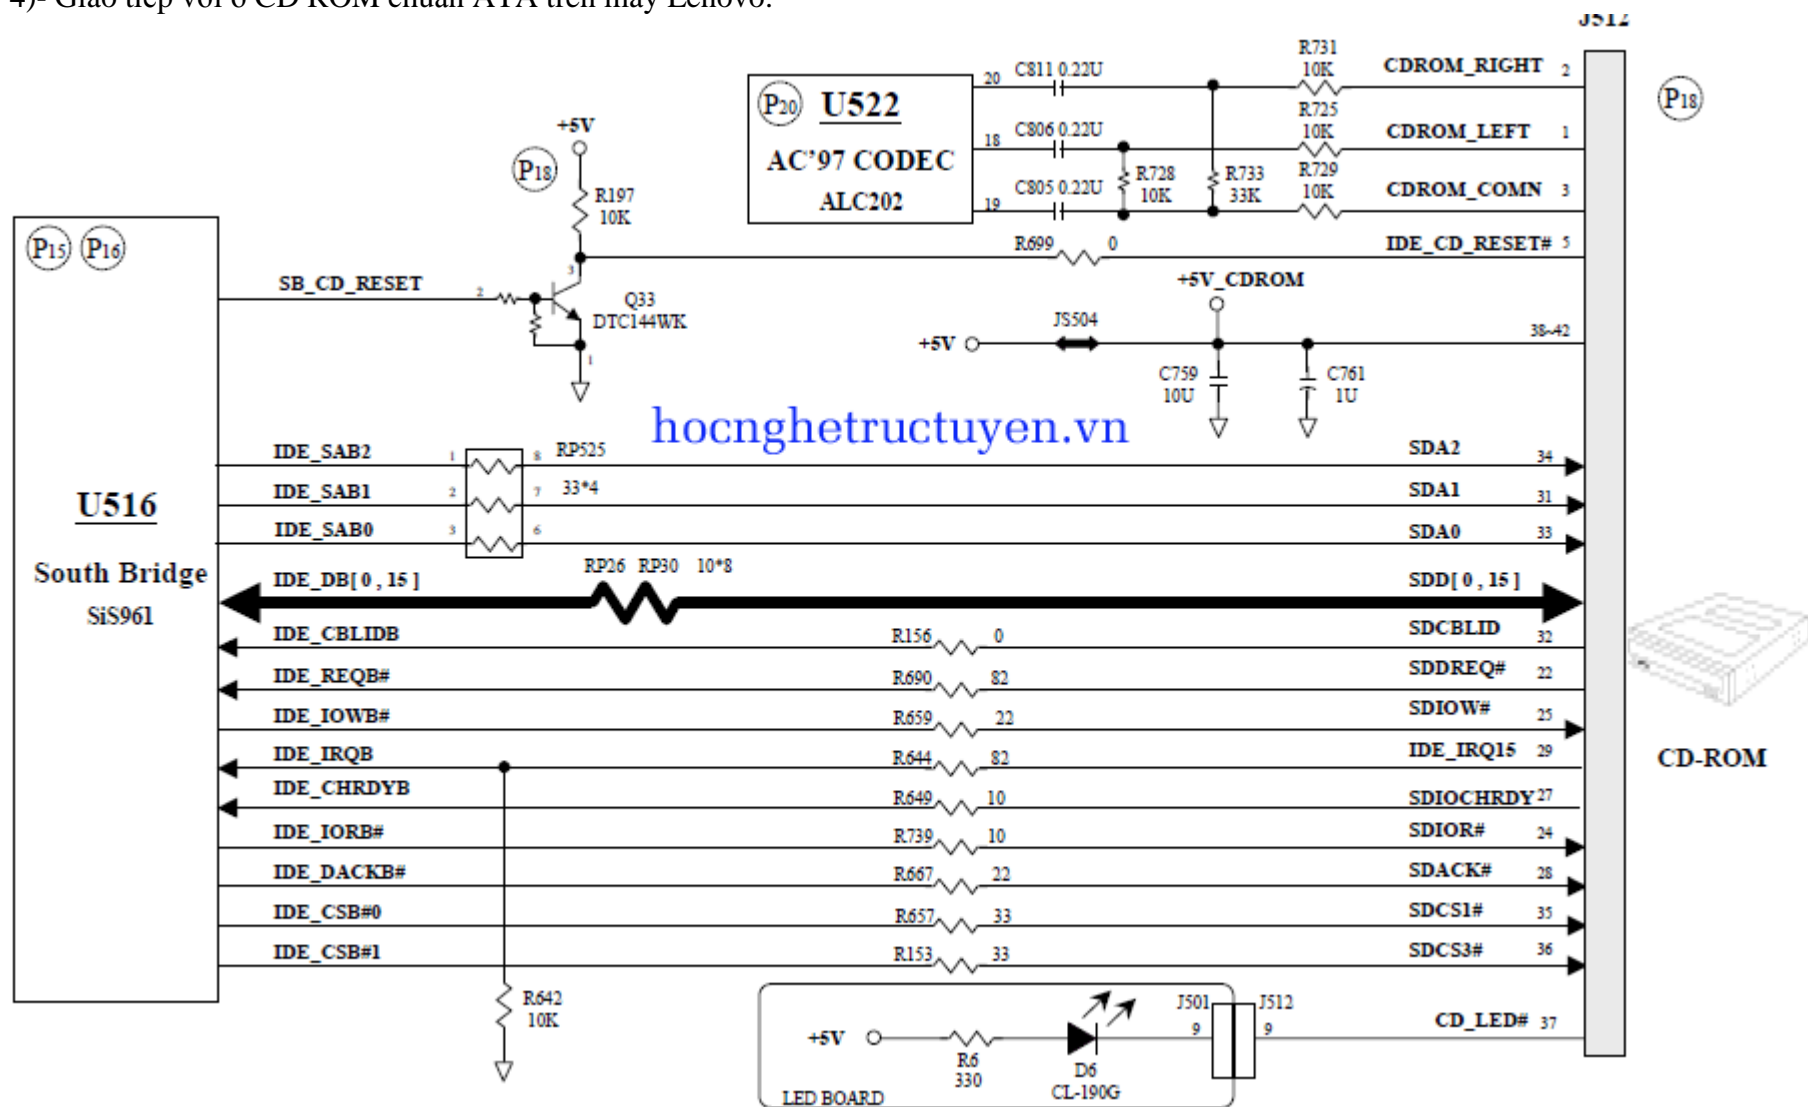 4)- Giao tiếp với ổ CD ROM chuẩn ATA trên máy Lenovo.
J512
P18
CDROM_RIGHT 2
R731
10K
C811 0.22U
20
P20 U522
AC'97 CODEC
ALC202
CDROM_LEFT 1
R725
10K
C806 0.22U
18
R728
10K
R733
33K
R729
10K
CDROM_COMN 3
C805 0.22U
19
+5V
P18
R197
10K
R699 0
IDE_CD_RESET# 5
P15 P16
SB_CD_RESET
2
3
Q33
DTC144WK
1
+5V_CDROM
JS504
+5V
38~42
C759
10U
C761
1U
hocnghetructuyen.vn
U516
South Bridge
SiS961
IDE_SAB2 1 8 RP525 SDA2 34
IDE_SAB1 2 7 33*4 SDA1 31
IDE_SAB0 3 6 SDA0 33
IDE_DB[ 0 , 15 ] RP26 RP30 10*8 SDD[ 0 , 15 ]
IDE_CBLIDB R156 0 SDCBLID 32
IDE_REQB# R690 82 SDDREQ# 22
IDE_IOWB# R659 22 SDIOW# 25
IDE_IRQB R644 82 IDE_IRQ15 29
IDE_CHRDYB R649 10 SDIOCHRDY 27
IDE_IORB# R739 10 SDIOR# 24
IDE_DACKB# R667 22 SDACK# 28
IDE_CSB#0 R657 33 SDCS1# 35
IDE_CSB#1 R153 33 SDCS3# 36
CD-ROM
R642
10K
+5V
R6
330
D6
CL-190G
J501
9
J512
9
CD_LED# 37
LED BOARD